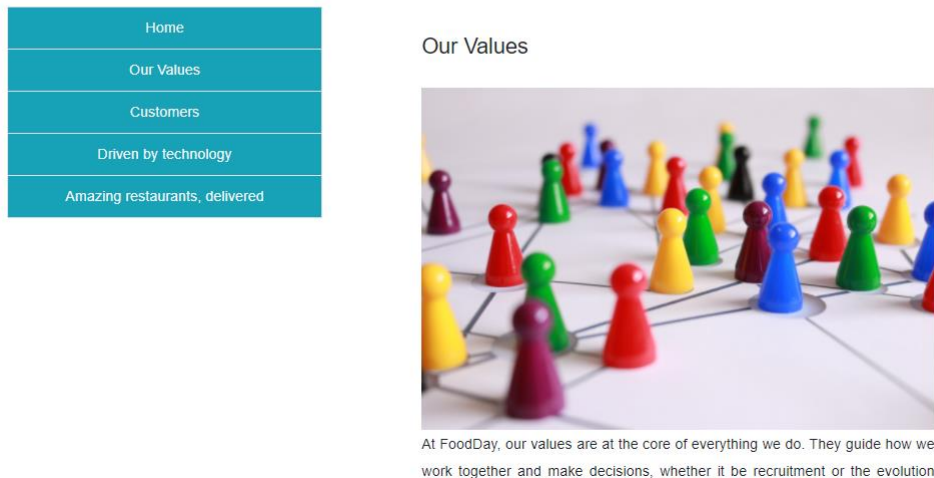 Home
Our Values
Customers
Driven by technology
Amazing restaurants, delivered
Our Values
At FoodDay, our values are at the core of everything we do. They guide how we
work together and make decisions, whether it be recruitment or the evolution